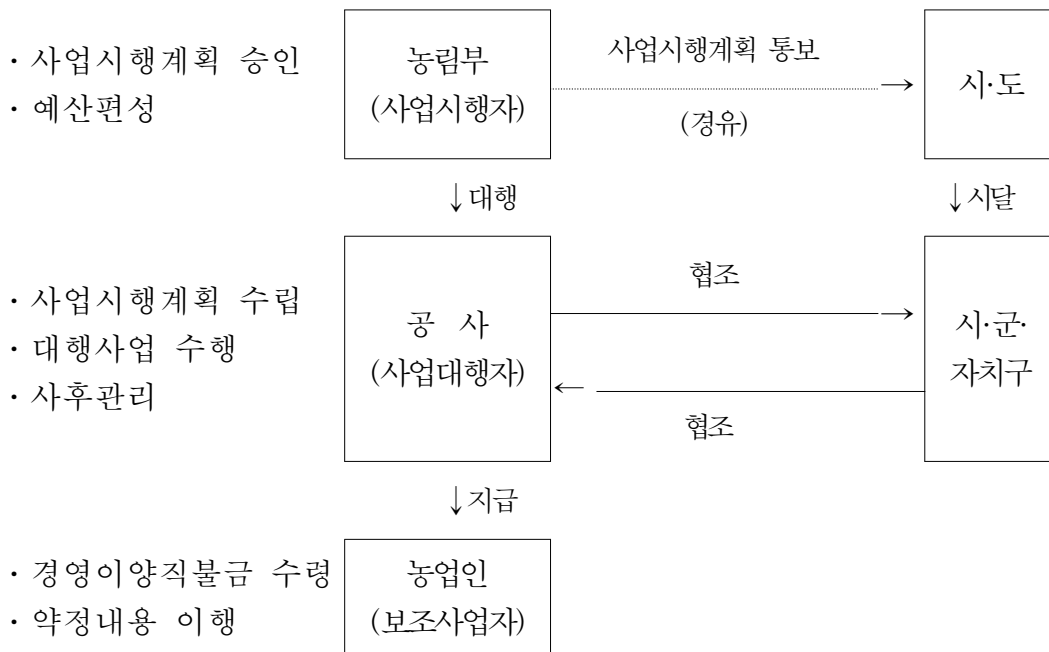 · 사업시행계획 승인
· 예산편성
농림부
(사업시행자)
사업시행계획 통보
→
(경유)
시·도
↓대행
↓시달
· 사업시행계획 수립
· 대행사업 수행
· 사후관리
공 사
(사업대행자)
협조
→
←
협조
시·군·
자치구
↓지급
· 경영이양직불금 수령
· 약정내용 이행
농업인
(보조사업자)